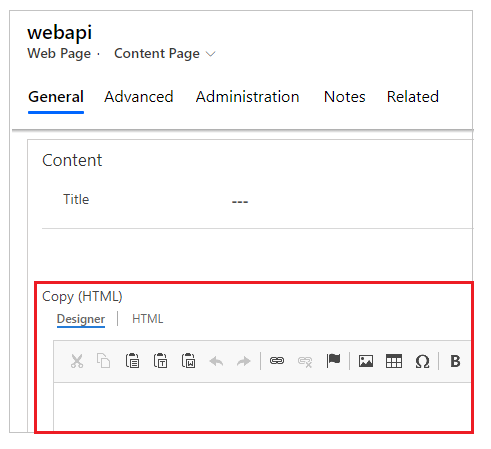 webapi
Web Page · Content Page
General Advanced Administration Notes Related
Content
Title ---
Copy (HTML)
Designer | HTML
Ω B